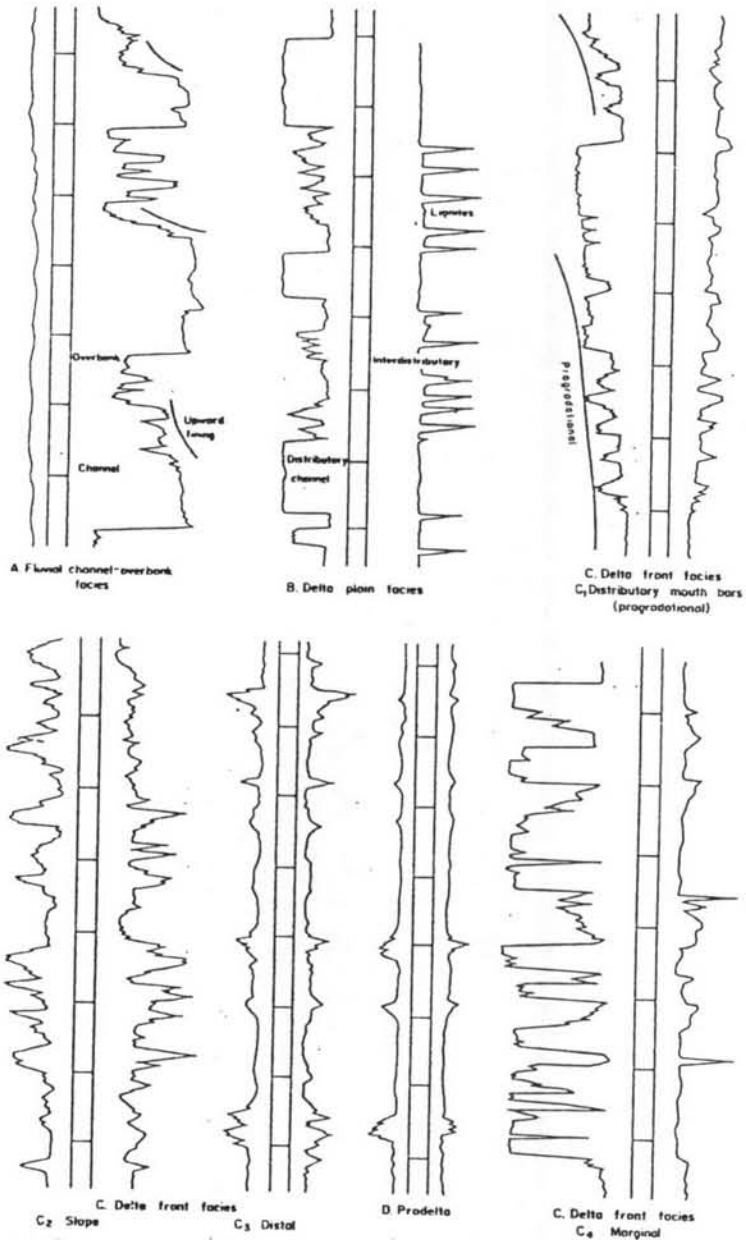 Lignites
Overbank
Interdistributary
Progradational
Upward
fining
Channel
Distributary
channel
A. Fluvial channel-overbank
facies
B. Delta plain facies
C. Delta front facies
C₁ Distributary mouth bars
(progradational)
C. Delta front facies
C₂ Slope
C₃ Distal
D. Prodelta
C. Delta front facies
C₄ Marginal